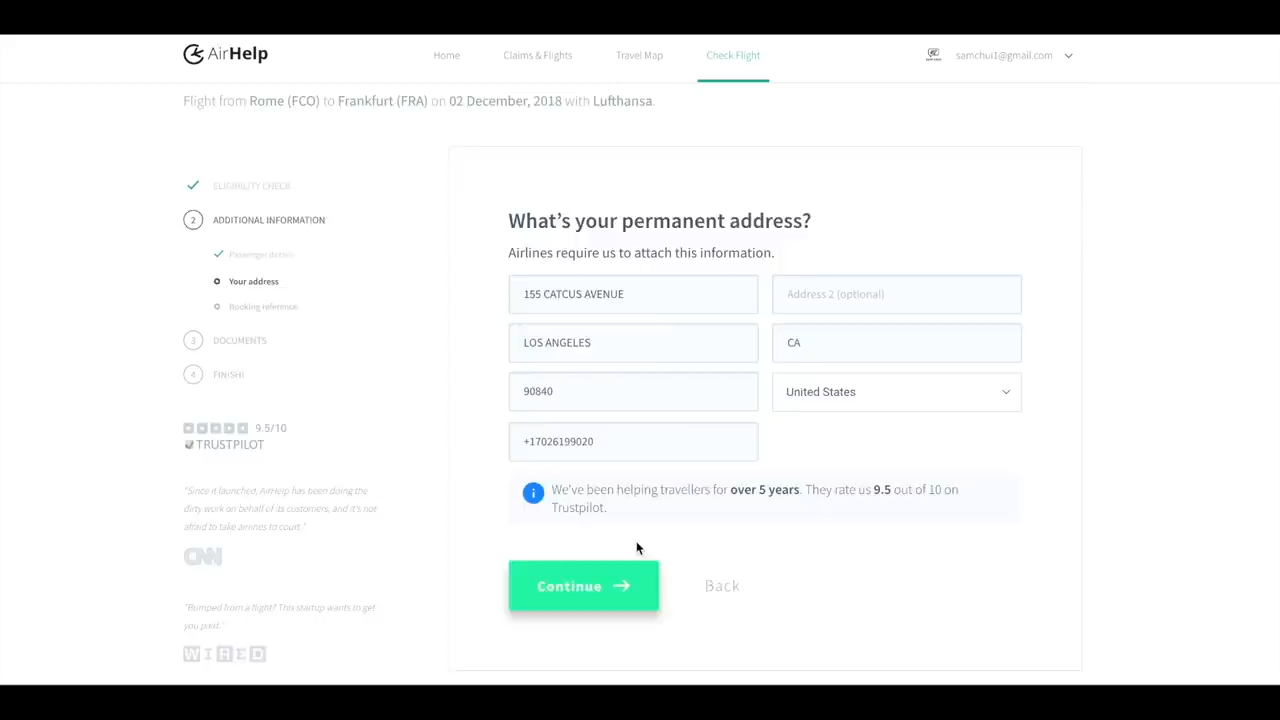 AirHelp
Home Claims & Flights Travel Map Check Flight samchui1@gmail.com
Flight from Rome (FCO) to Frankfurt (FRA) on 02 December, 2018 with Lufthansa.
ELIGIBILITY CHECK
2 ADDITIONAL INFORMATION
Passenger details
Your address
Booking reference
3 DOCUMENTS
4 FINISH!
9.5/10
TRUSTPILOT
"Since it launched, AirHelp has been doing the
dirty work on behalf of its customers, and it's not
afraid to take airlines to court."
CNN
"Bumped from a flight? This startup wants to get
you paid."
WIRED
What's your permanent address?
Airlines require us to attach this information.
155 CATCUS AVENUE
Address 2 (optional)
LOS ANGELES
CA
90840
United States
+17026199020
We've been helping travellers for over 5 years. They rate us 9.5 out of 10 on
Trustpilot.
Continue
Back